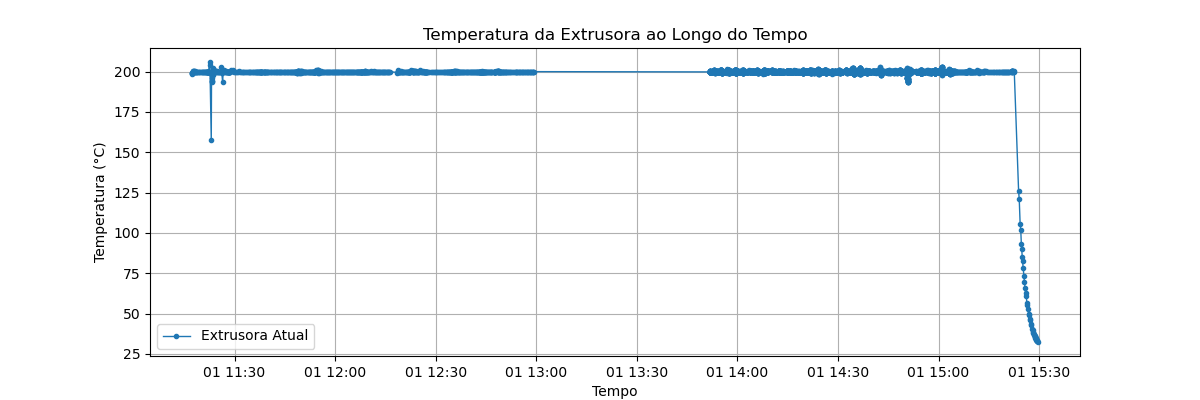 Temperatura da Extrusora ao Longo do Tempo
Temperatura (°C)
200
175
150
125
100
75
50
25
Extrusora Atual
01 11:30 01 12:00 01 12:30 01 13:00 01 13:30 01 14:00 01 14:30 01 15:00 01 15:30
Tempo